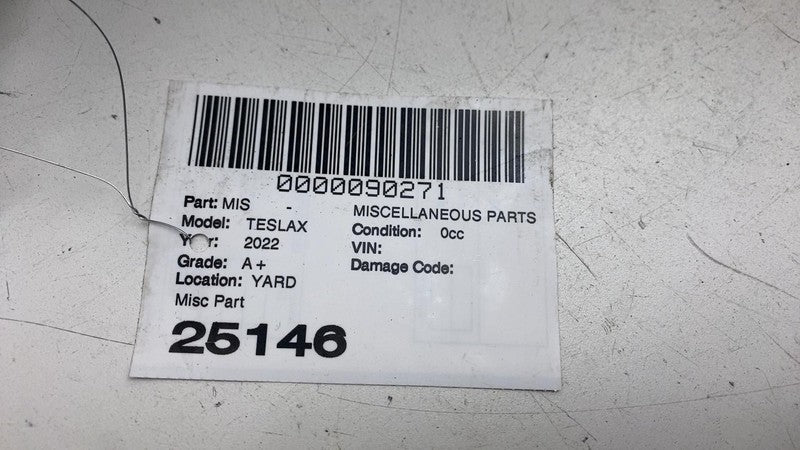 0000090271
Part: MIS - MISCELLANEOUS PARTS
Model: TESLAX Condition: 0cc
2022 VIN:
Grade: A+ Damage Code:
Location: YARD
Misc Part
25146